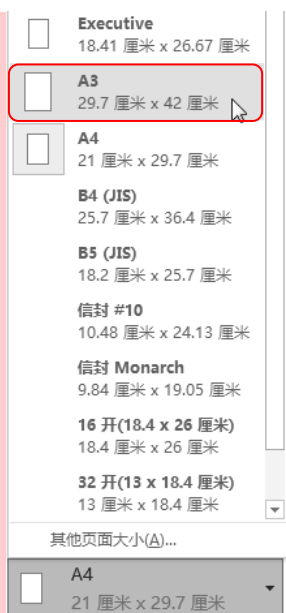 Executive
18.41 厘米 x 26.67 厘米
A3
29.7 厘米 x 42 厘米
A4
21 厘米 x 29.7 厘米
B4 (JIS)
25.7 厘米 x 36.4 厘米
B5 (JIS)
18.2 厘米 x 25.7 厘米
信封 #10
10.48 厘米 x 24.13 厘米
信封 Monarch
9.84 厘米 x 19.05 厘米
16 开(18.4 x 26 厘米)
18.4 厘米 x 26 厘米
32 开(13 x 18.4 厘米)
13 厘米 x 18.4 厘米
其他页面大小(A)...
A4
21 厘米 x 29.7 厘米